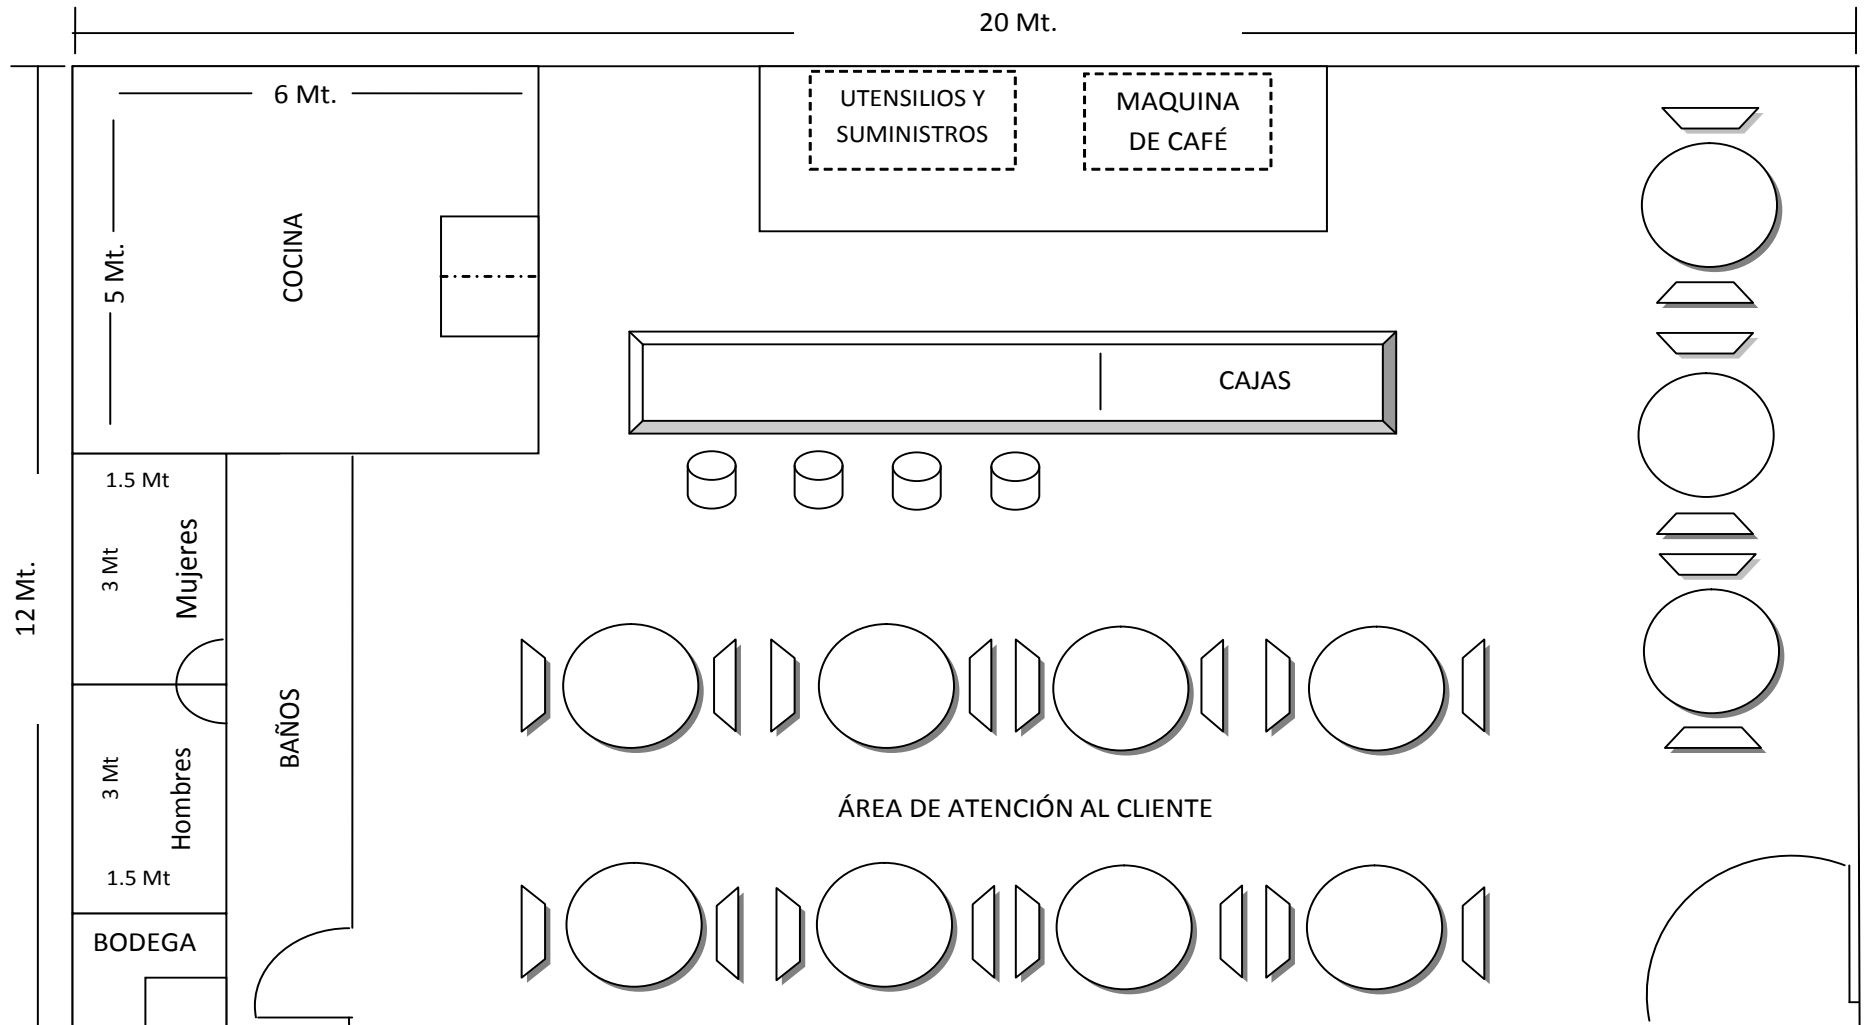 20 Mt.
6 Mt.
UTENSILIOS Y
SUMINISTROS
MAQUINA
DE CAFÉ
5 Mt.
COCINA
CAJAS
1.5 Mt
3 Mt
Mujeres
12 Mt.
BAÑOS
3 Mt
Hombres
ÁREA DE ATENCIÓN AL CLIENTE
1.5 Mt
BODEGA